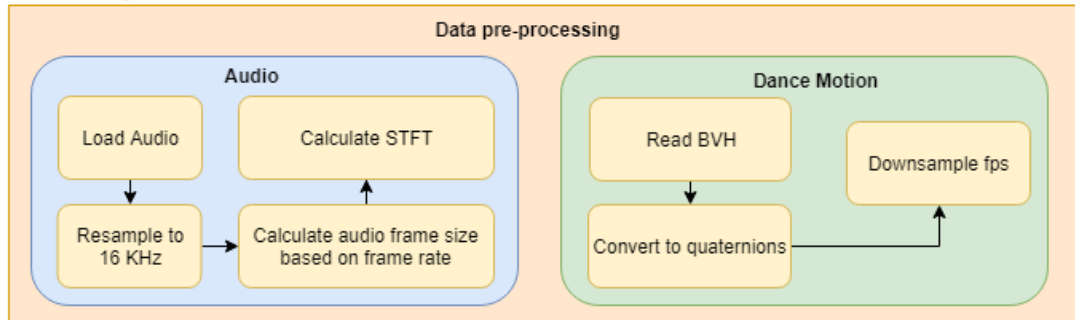 Data pre-processing
Audio
Load Audio
Resample to
16 KHz
Calculate audio frame size
based on frame rate
Calculate STFT
Dance Motion
Read BVH
Convert to quaternions
Downsample fps